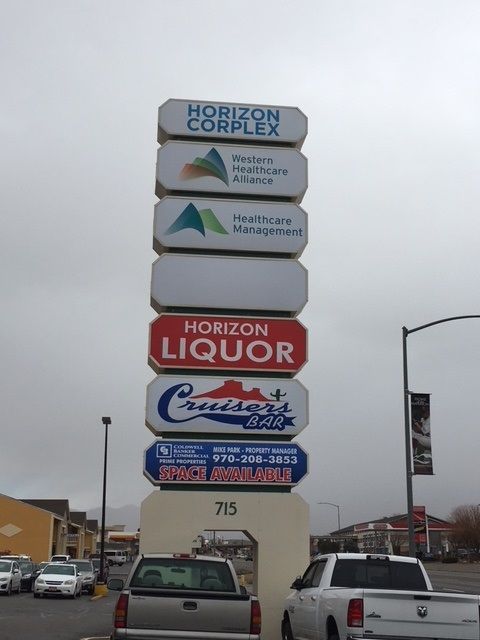 HORIZON
CORPLEX
Western
Healthcare
Alliance
Healthcare
Management
HORIZON
LIQUOR
Cruisers
BAR
COLDWELL
BANKER
COMMERCIAL
PRIME PROPERTIES
MIKE PARK - PROPERTY MANAGER
970-208-3853
SPACE AVAILABLE
715